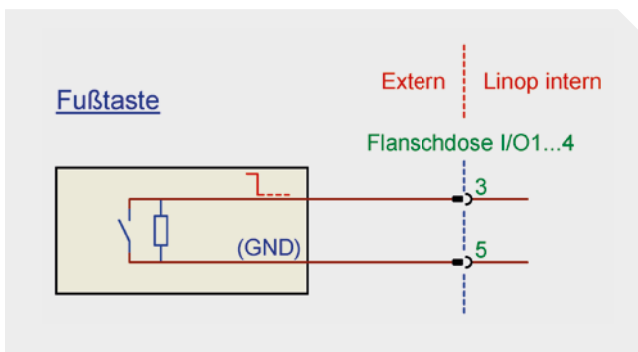 Extern Linop intern
Fußtaste
Flanschdose I/O1...4
3
(GND)
5